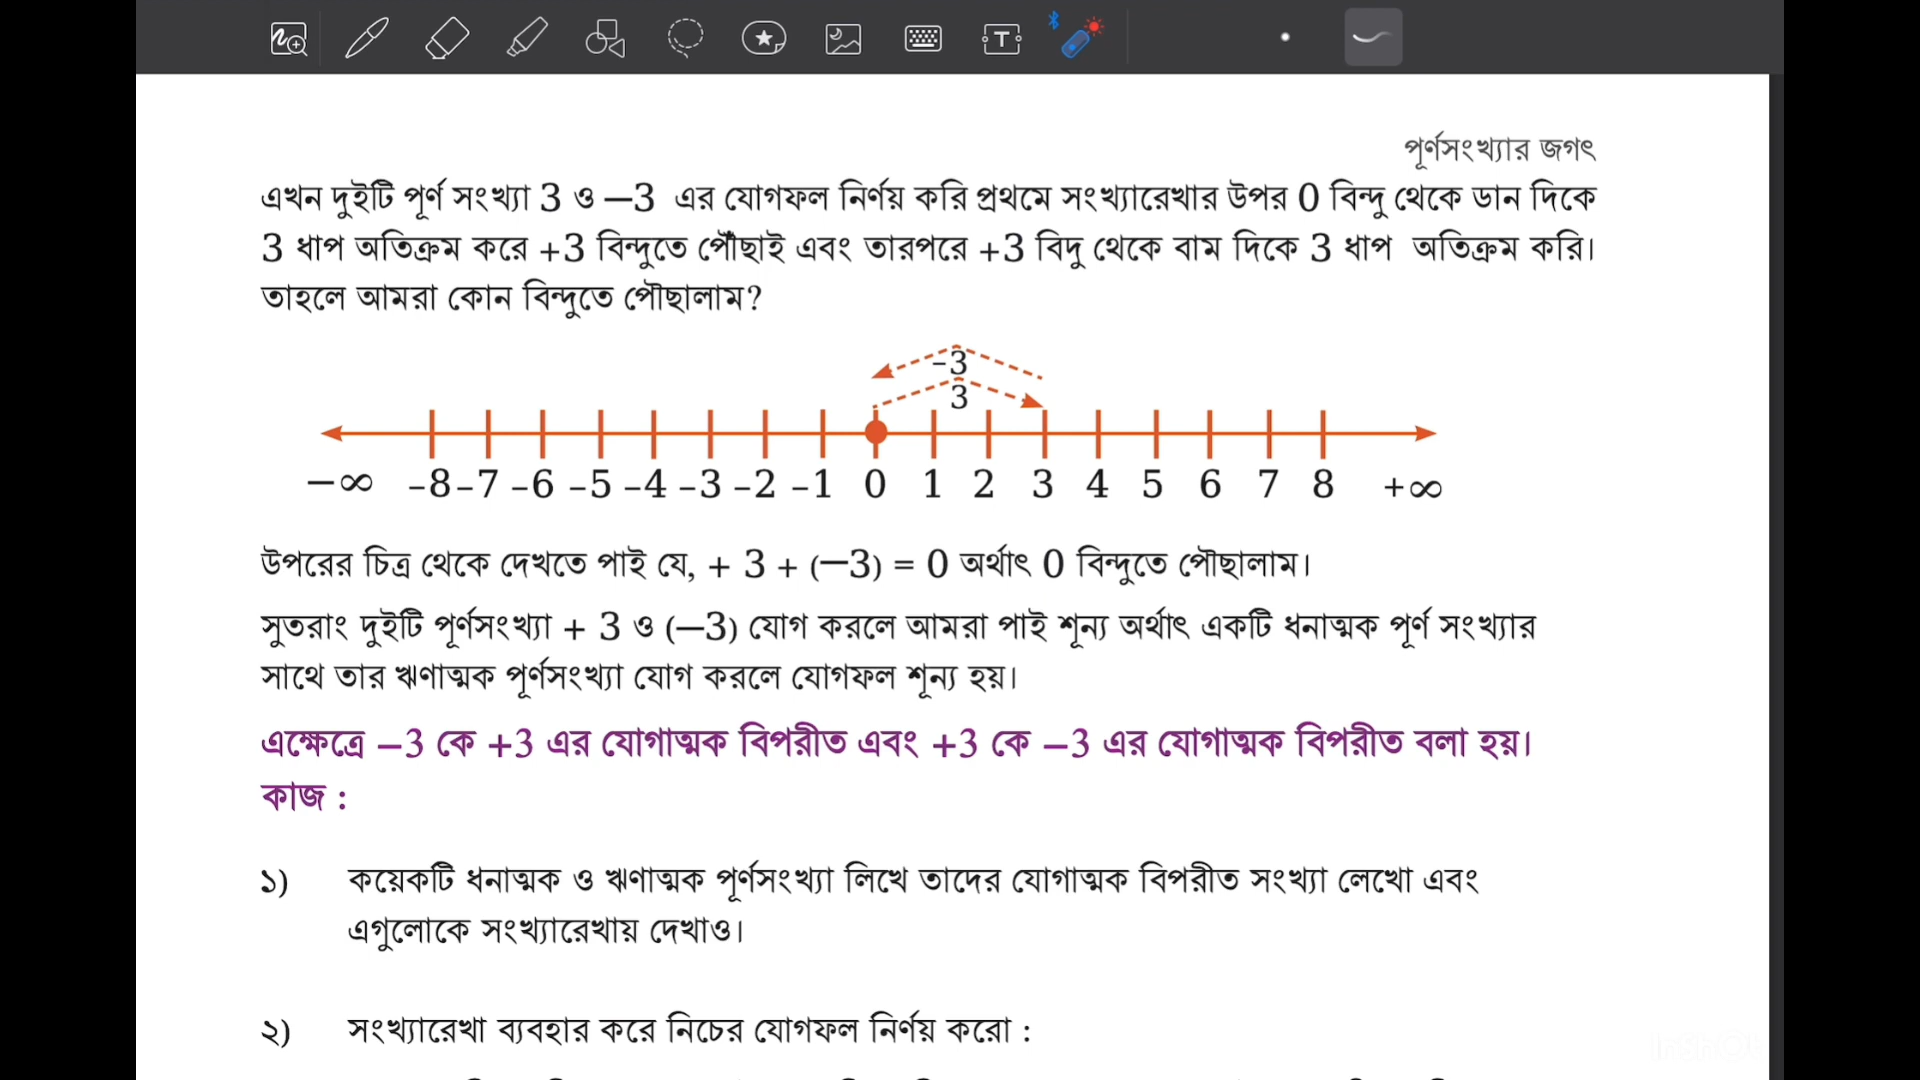 পূর্ণসংখ্যার জগৎ
এখন দুইটি পূর্ণ সংখ্যা 3 ও –3 এর যোগফল নির্ণয় করি প্রথমে সংখ্যারেখার উপর 0 বিন্দু থেকে ডান দিকে
3 ধাপ অতিক্রম করে +3 বিন্দুতে পৌঁছাই এবং তারপরে +3 বিদু থেকে বাম দিকে 3 ধাপ অতিক্রম করি।
তাহলে আমরা কোন বিন্দুতে পৌছালাম?
–3
3
–∞ –8 –7 –6 –5 –4 –3 –2 –1 0 1 2 3 4 5 6 7 8 +∞
উপরের চিত্র থেকে দেখতে পাই যে, + 3 + (–3) = 0 অর্থাৎ 0 বিন্দুতে পৌছালাম।
সুতরাং দুইটি পূর্ণসংখ্যা + 3 ও (–3) যোগ করলে আমরা পাই শূন্য অর্থাৎ একটি ধনাত্মক পূর্ণ সংখ্যার
সাথে তার ঋণাত্মক পূর্ণসংখ্যা যোগ করলে যোগফল শূন্য হয়।
এক্ষেত্রে –3 কে +3 এর যোগাত্মক বিপরীত এবং +3 কে –3 এর যোগাত্মক বিপরীত বলা হয়।
কাজ :
১) কয়েকটি ধনাত্মক ও ঋণাত্মক পূর্ণসংখ্যা লিখে তাদের যোগাত্মক বিপরীত সংখ্যা লেখো এবং
এগুলোকে সংখ্যারেখায় দেখাও।
২) সংখ্যারেখা ব্যবহার করে নিচের যোগফল নির্ণয় করো :